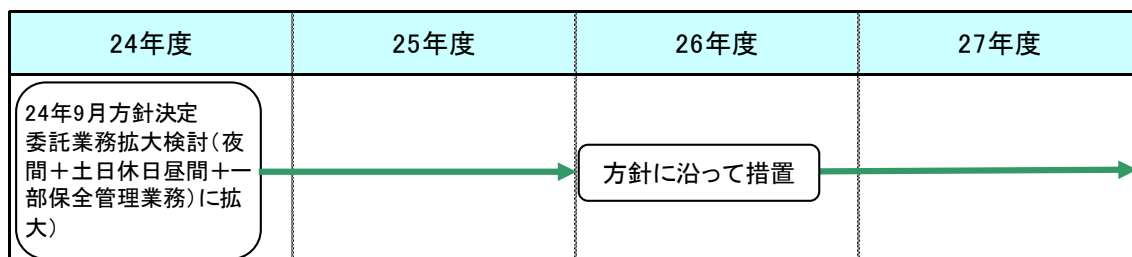 24年度
25年度
26年度
27年度
24年9月方針決定
委託業務拡大検討(夜
間+土日休日昼間+一
部保全管理業務)に拡
大)
方針に沿って措置